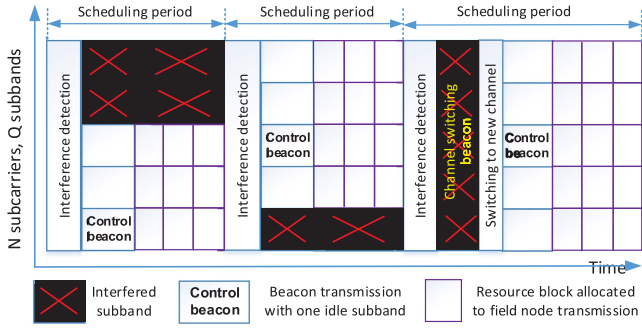 Scheduling period
Scheduling period
Scheduling period
N subcarriers, Q subbands
Interference detection
Control
beacon
Interference detection
Control
beacon
Interference detection
Channel switching
beacon
Switching to new channel
Control
beacon
Time
Interfered
subband
Control
beacon
Beacon transmission
with one idle subband
Resource block allocated
to field node transmission